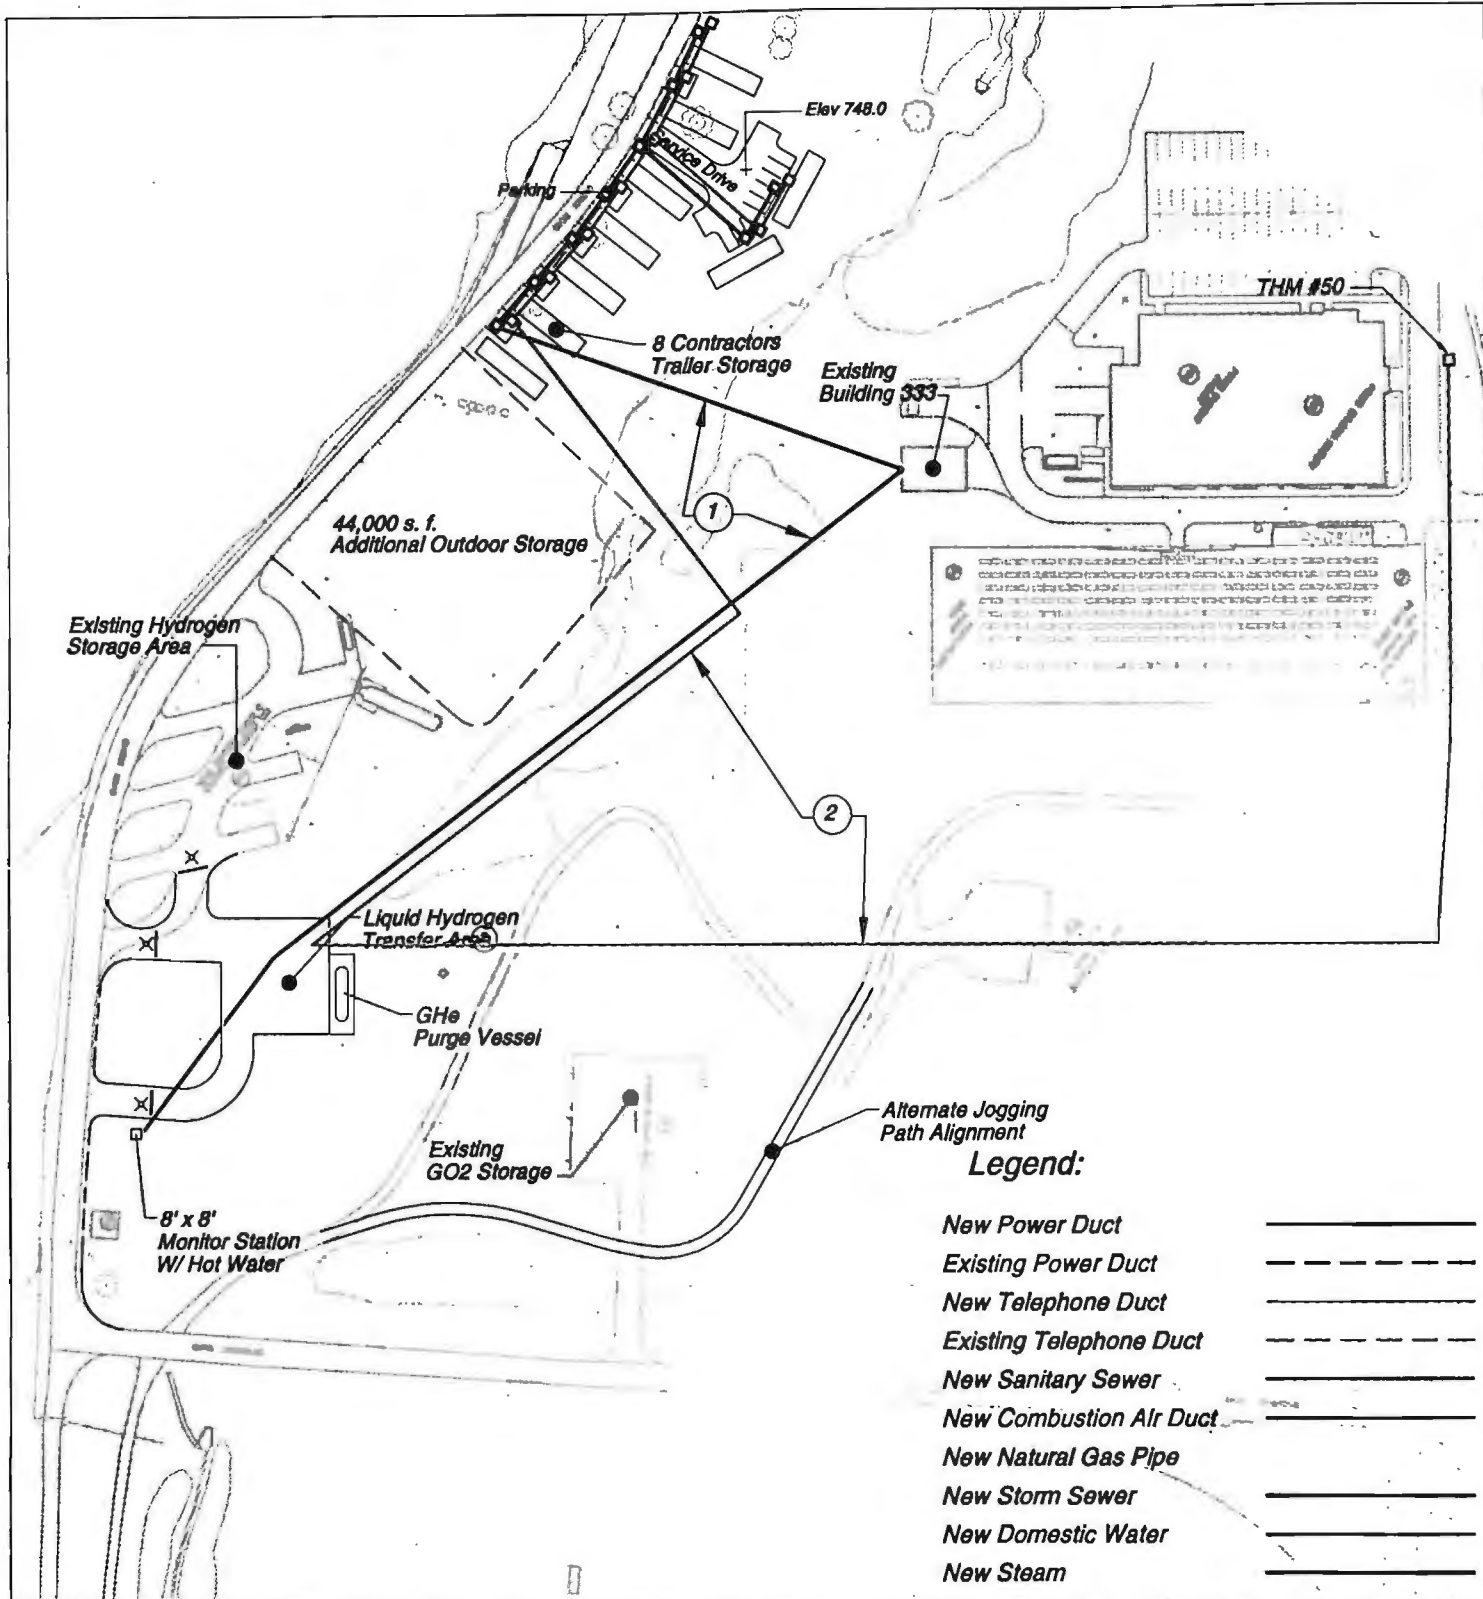 Elev 748.0
Service Drive
Parking
THM #50
8 Contractors
Trailer Storage
Existing
Building 333
1
44,000 s. f.
Additional Outdoor Storage
Existing Hydrogen
Storage Area
2
Liquid Hydrogen
Transfer Area
GHe
Purge Vessel
Alternate Jogging
Path Alignment
Existing
GO2 Storage
8' x 8'
Monitor Station
W/ Hot Water
Legend:
New Power Duct
Existing Power Duct
New Telephone Duct
Existing Telephone Duct
New Sanitary Sewer
New Combustion Air Duct
New Natural Gas Pipe
New Storm Sewer
New Domestic Water
New Steam